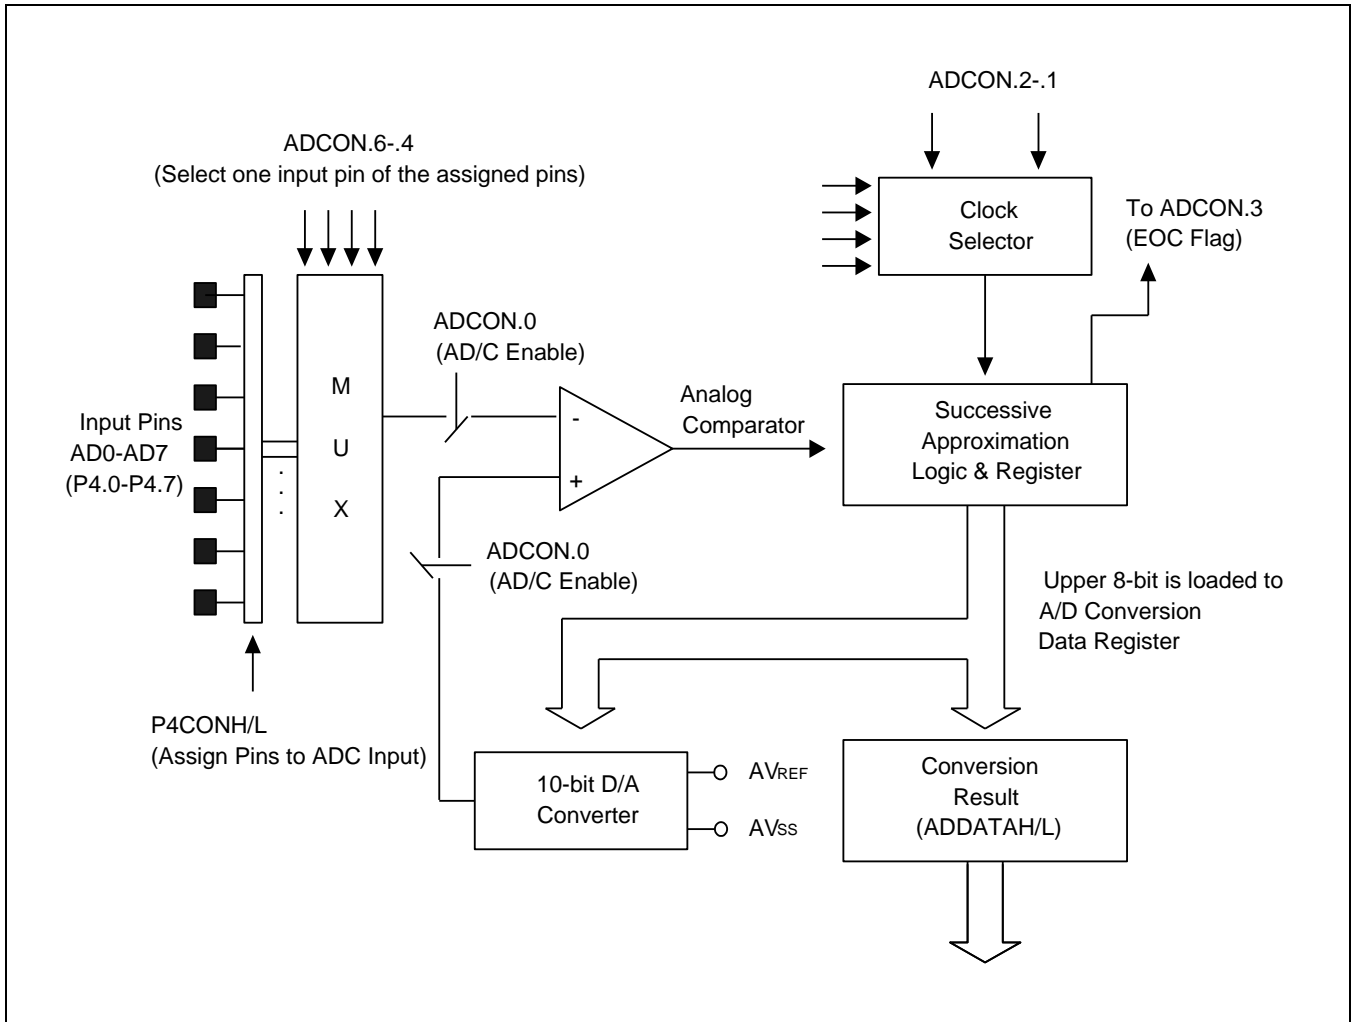 ADCON.2-.1
ADCON.6-.4
(Select one input pin of the assigned pins)
Clock
Selector
To ADCON.3
(EOC Flag)
ADCON.0
(AD/C Enable)
M
U
X
Input Pins
AD0-AD7
(P4.0-P4.7)
-
+
Analog
Comparator
Successive
Approximation
Logic & Register
ADCON.0
(AD/C Enable)
Upper 8-bit is loaded to
A/D Conversion
Data Register
P4CONH/L
(Assign Pins to ADC Input)
10-bit D/A
Converter
AVREF
AVSS
Conversion
Result
(ADDATAH/L)